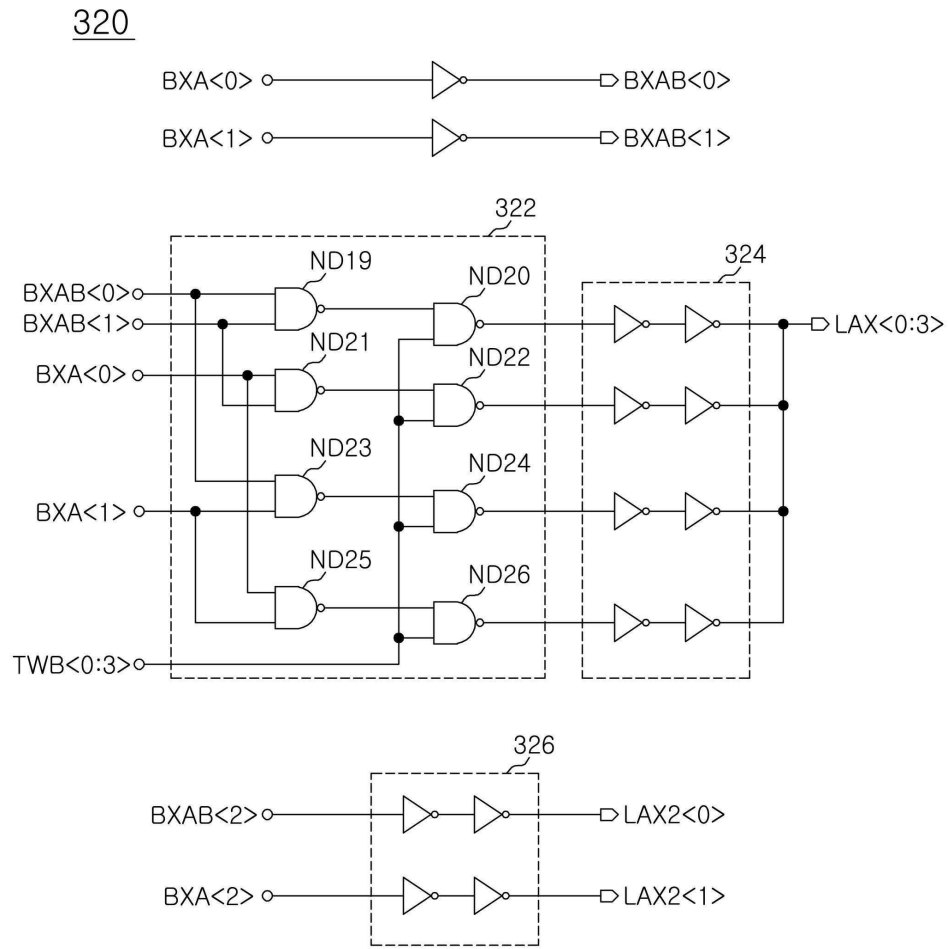 320
BXA<0>
BXAB<0>
BXA<1>
BXAB<1>
322
ND19
ND20
324
BXAB<0>
BXAB<1>
LAX<0:3>
ND21
ND22
BXA<0>
ND23
ND24
BXA<1>
ND25
ND26
TWB<0:3>
326
BXAB<2>
LAX2<0>
BXA<2>
LAX2<1>